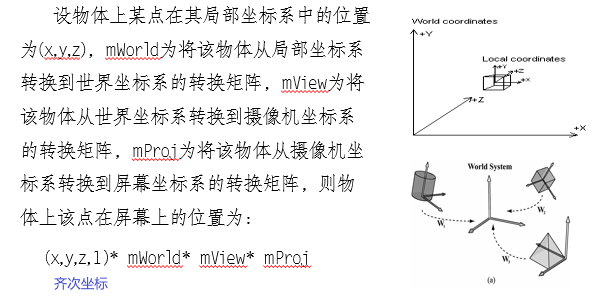 设物体上某点在其局部坐标系中的位置
为(x,y,z)，mWorld为将该物体从局部坐标系
转换到世界坐标系的转换矩阵，mView为将
该物体从世界坐标系转换到摄像机坐标系
的转换矩阵，mProj为将该物体从摄像机坐
标系转换到屏幕坐标系的转换矩阵，则物
体上该点在屏幕上的位置为：
(x,y,z,1)* mWorld* mView* mProj
齐次坐标
World coordinates
+Y
Local coordinates
+Y
+Z
+X
+Z
+X
World System
W₁
W₁
W₁
(a)